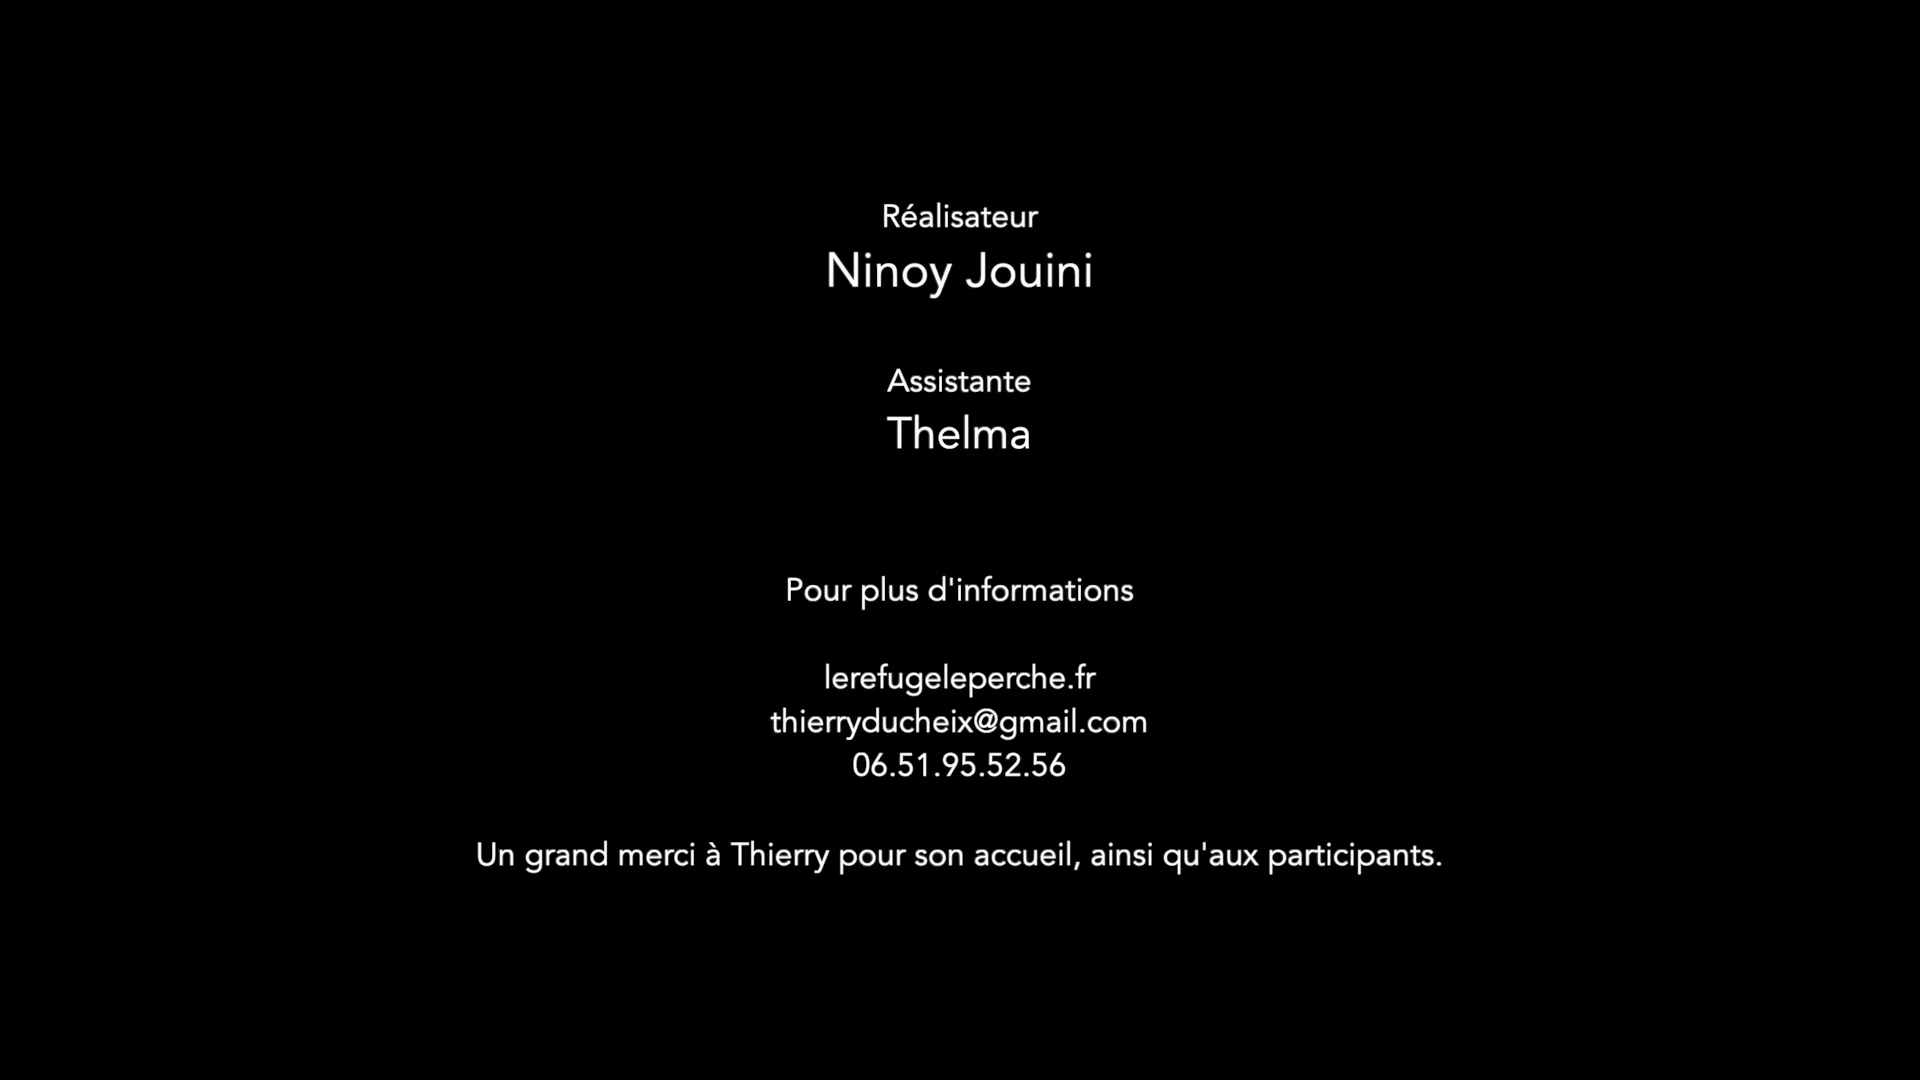 Réalisateur
Ninoy Jouini
Assistante
Thelma
Pour plus d'informations
lerefugeleperche.fr
thierryducheix@gmail.com
06.51.95.52.56
Un grand merci à Thierry pour son accueil, ainsi qu'aux participants.